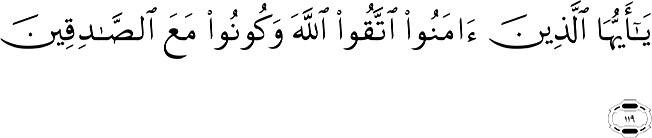 يَـٰٓأَيُّهَا ٱلَّذِينَ ءَامَنُوا۟ ٱتَّقُوا۟ ٱللَّهَ وَكُونُوا۟ مَعَ ٱلصَّـٰدِقِينَ
١١٩